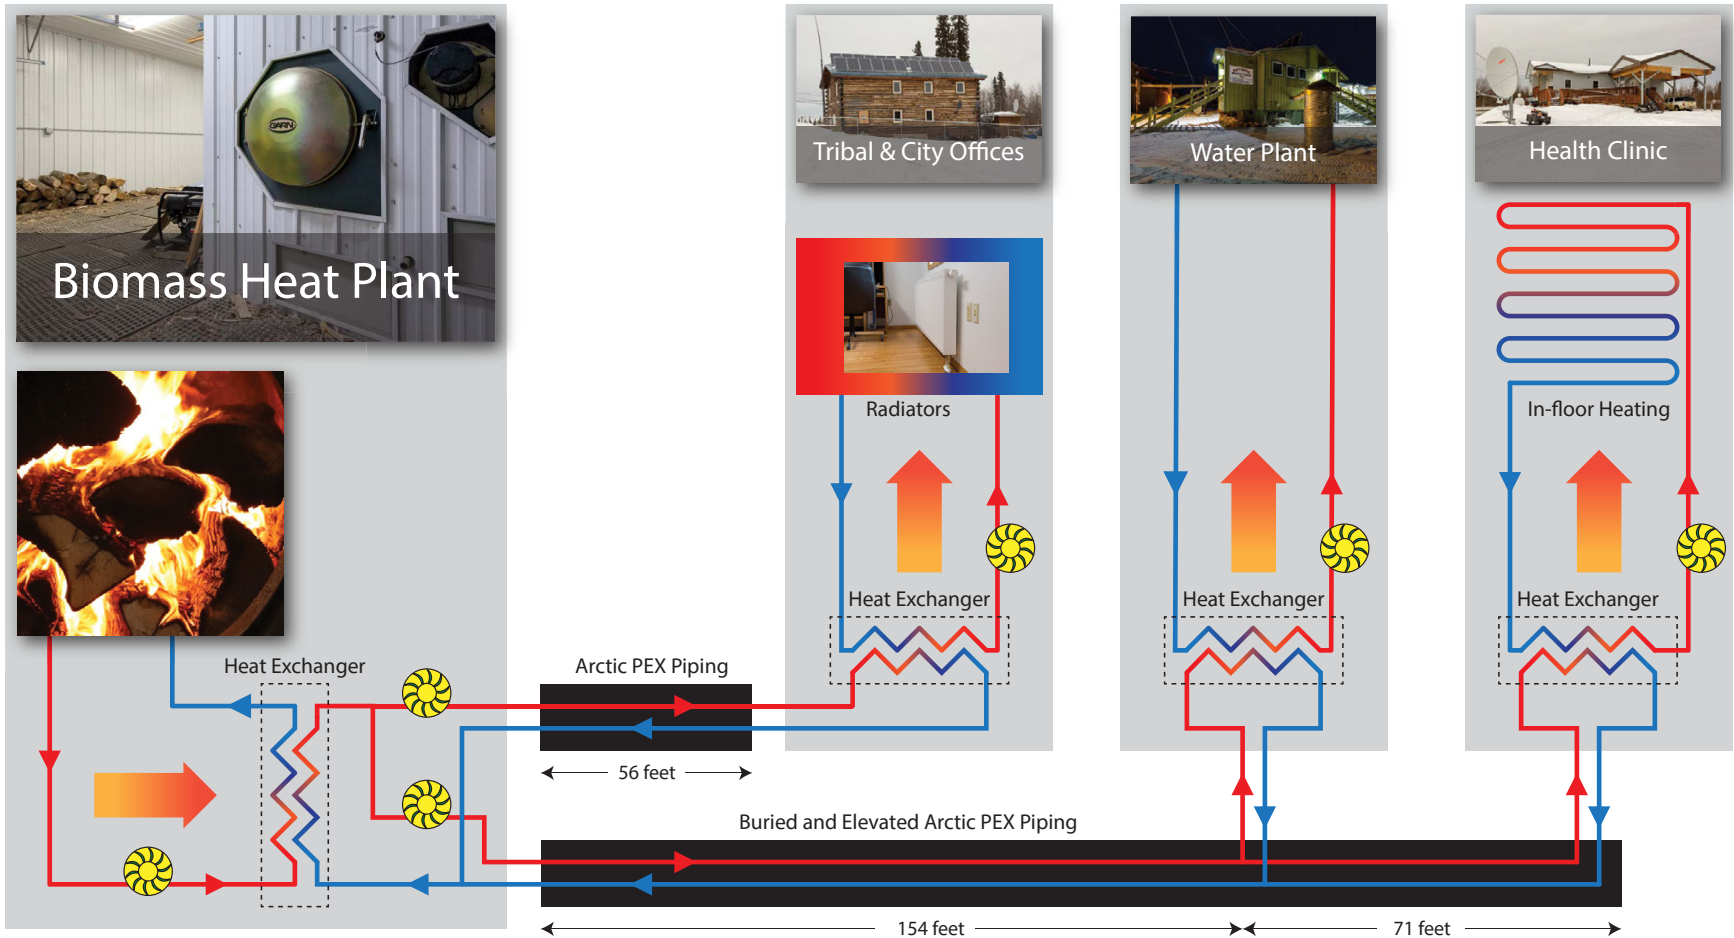 GARN
Biomass Heat Plant
Tribal & City Offices
Water Plant
Health Clinic
Radiators
In-floor Heating
Heat Exchanger
Heat Exchanger
Heat Exchanger
Heat Exchanger
Arctic PEX Piping
56 feet
Buried and Elevated Arctic PEX Piping
154 feet
71 feet